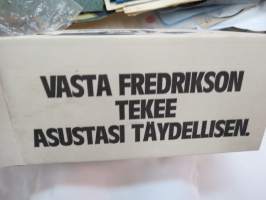 VASTA FREDRIKSON
TEKEE
ASUSTASI TÄYDELLISEN.